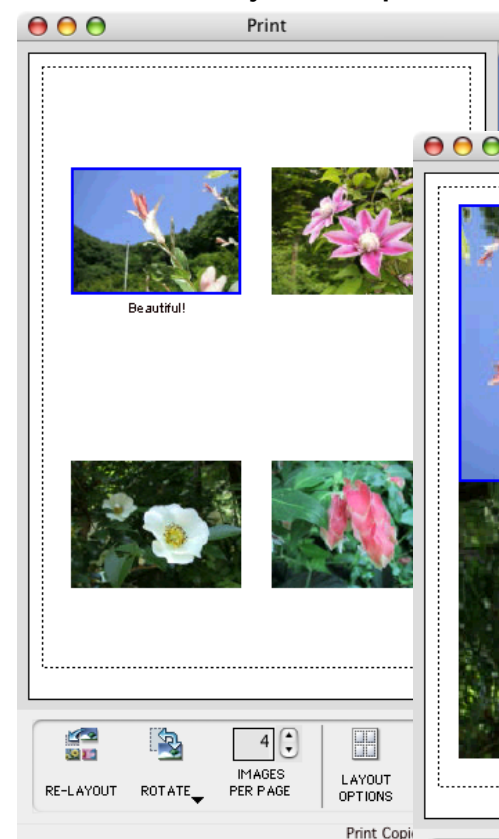 Print
Beautiful!
RE-LAYOUT
ROTATE
4
IMAGES
PER PAGE
LAYOUT
OPTIONS